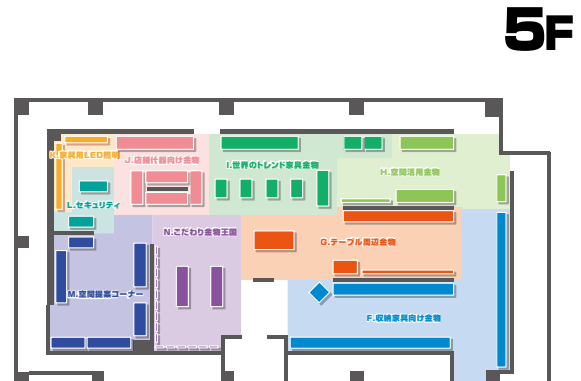 5F
K.家具用LED照明
J.店舗什器向け金物
I.世界のトレンド家具金物
H.空間活用金物
L.セキュリティ
N.こだわり金物王国
G.テーブル周辺金物
M.空間提案コーナー
F.収納家具向け金物